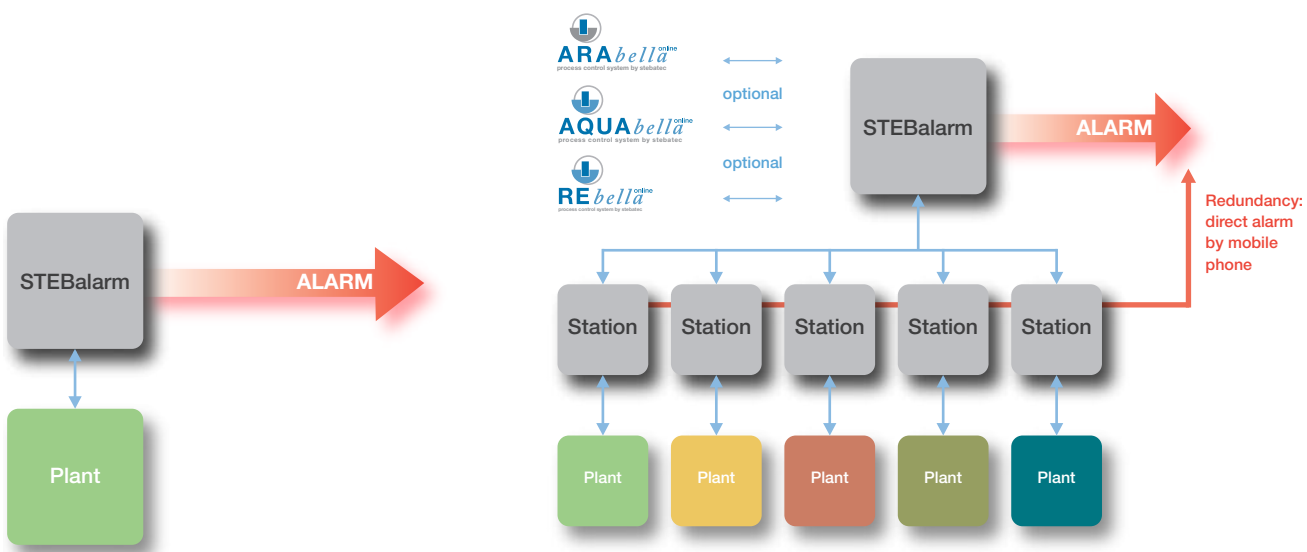 STEBalarm
ALARM
Plant
ARAbella online
process control system by stebatec
optional
AQUAbella online
process control system by stebatec
optional
REbella online
process control system by stebatec
STEBalarm
ALARM
Redundancy:
direct alarm
by mobile
phone
Station Station Station Station Station
Plant Plant Plant Plant Plant